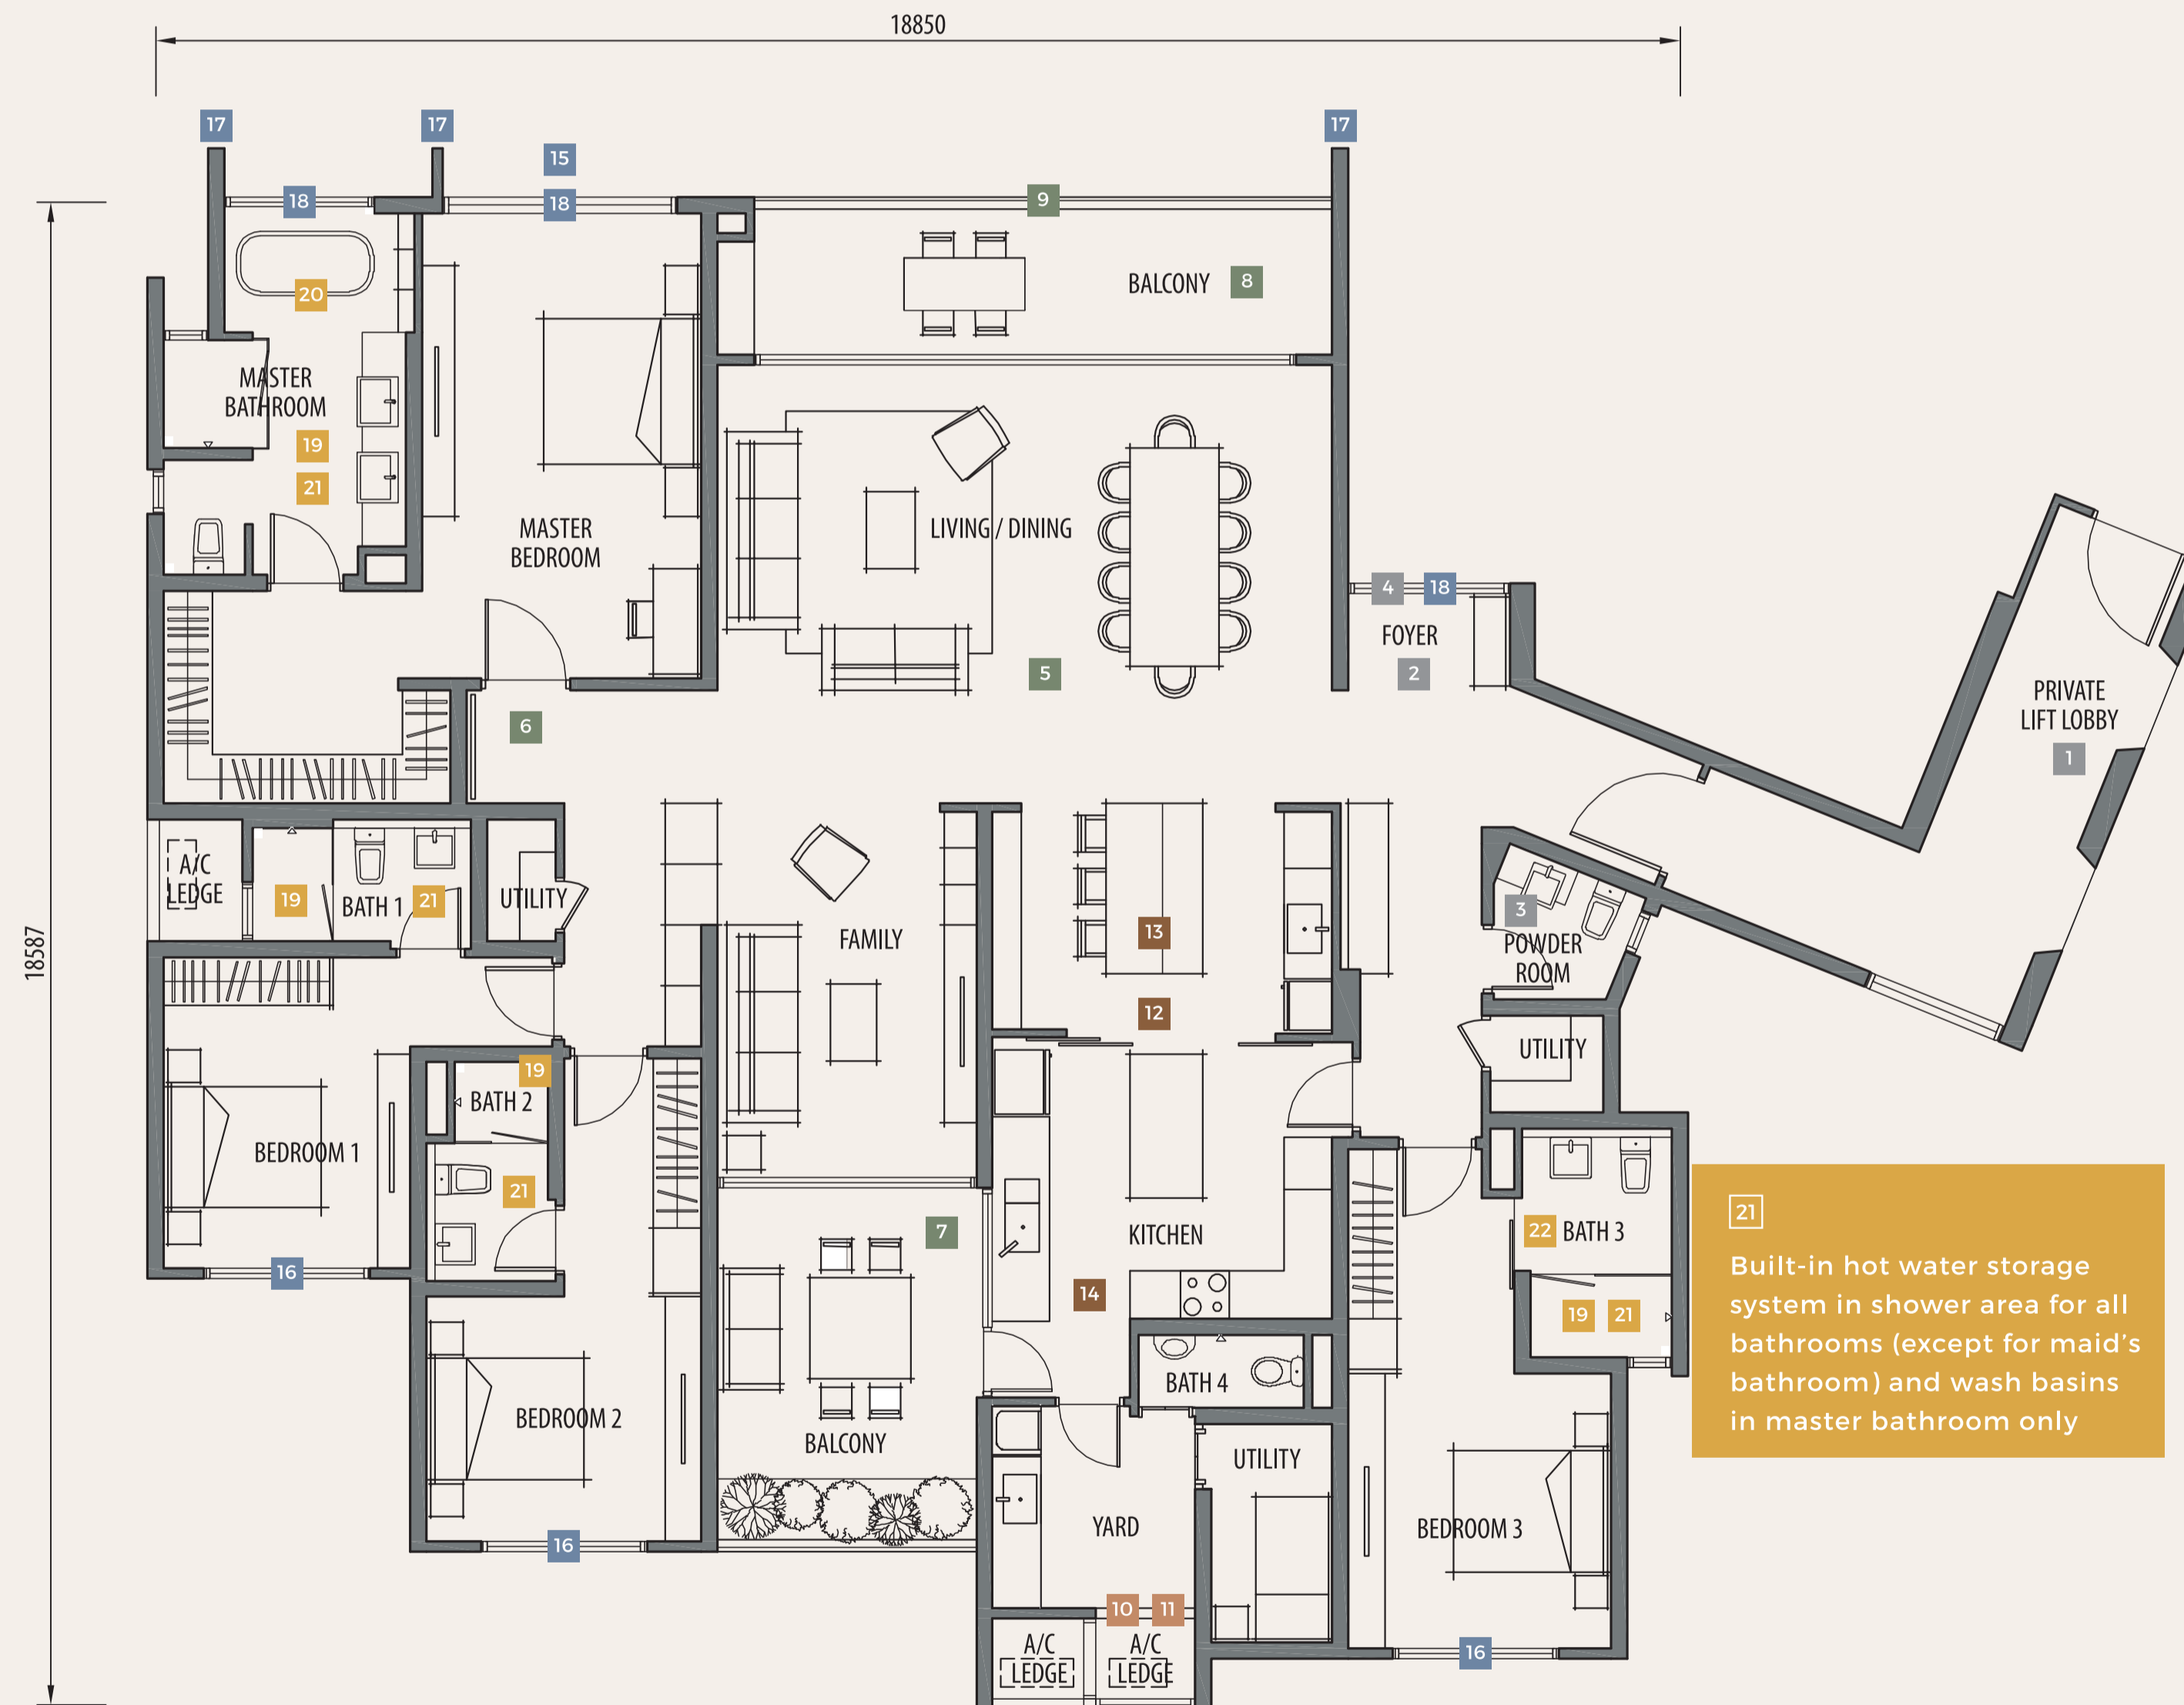 18850
17
17
17
15
18
18
9
BALCONY
8
20
MASTER
BATHROOM
19
21
MASTER
BEDROOM
LIVING / DINING
4
18
FOYER
2
5
6
PRIVATE
LIFT LOBBY
1
A/C
LEDGE
19
BATH 1
21
UTILITY
FAMILY
13
12
3
POWDER
ROOM
UTILITY
18587
19
BATH 2
21
BEDROOM 1
16
7
KITCHEN
14
22
BATH 3
19
21
BATH 4
BEDROOM 2
16
BALCONY
UTILITY
YARD
10
11
A/C
LEDGE
A/C
LEDGE
BEDROOM 3
16
21
Built-in hot water storage
system in shower area for all
bathrooms (except for maid's
bathroom) and wash basins
in master bathroom only